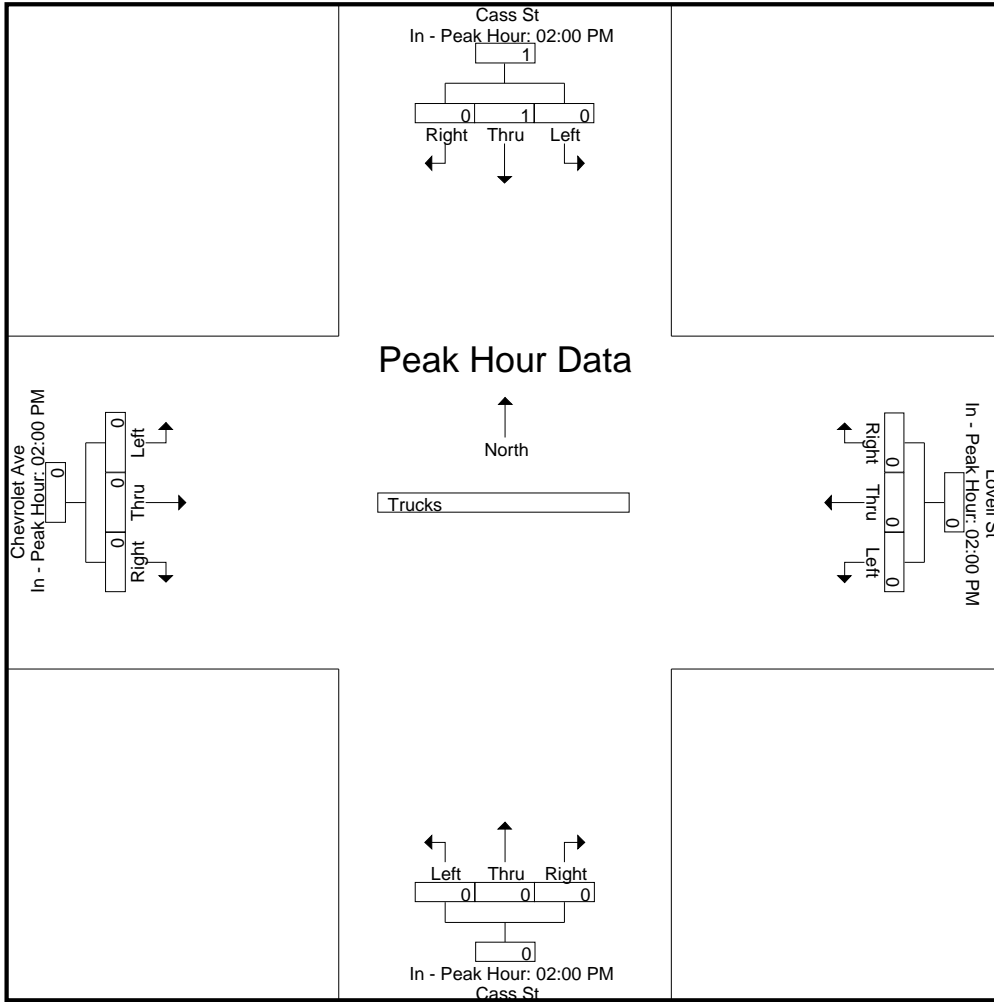 Cass St
In - Peak Hour: 02:00 PM
1
0 1 0
Right Thru Left
Peak Hour Data
North
Trucks
Chevrolet Ave
In - Peak Hour: 02:00 PM
0
0 0 0
Left Thru Right
Lovell St
In - Peak Hour: 02:00 PM
0
0 0 0
Right Thru Left
Left Thru Right
0 0 0
0
In - Peak Hour: 02:00 PM
Cass St